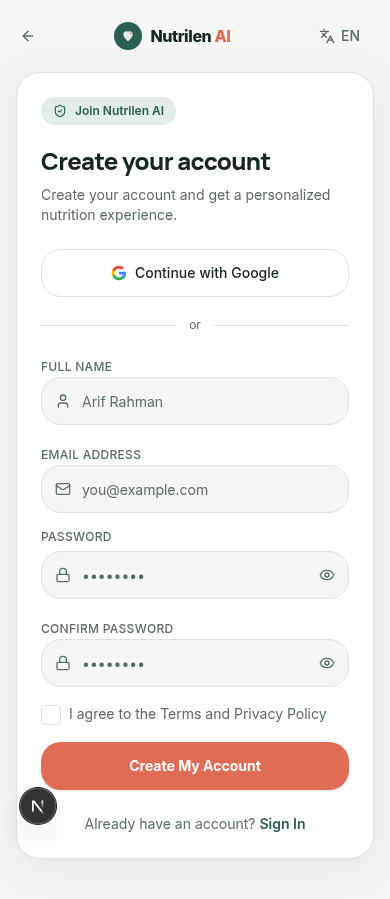 Nutrilen AI
EN
Join Nutrilen AI
Create your account
Create your account and get a personalized
nutrition experience.
Continue with Google
or
FULL NAME
Arif Rahman
EMAIL ADDRESS
you@example.com
PASSWORD
••••••••
CONFIRM PASSWORD
••••••••
I agree to the Terms and Privacy Policy
Create My Account
N
Already have an account? Sign In